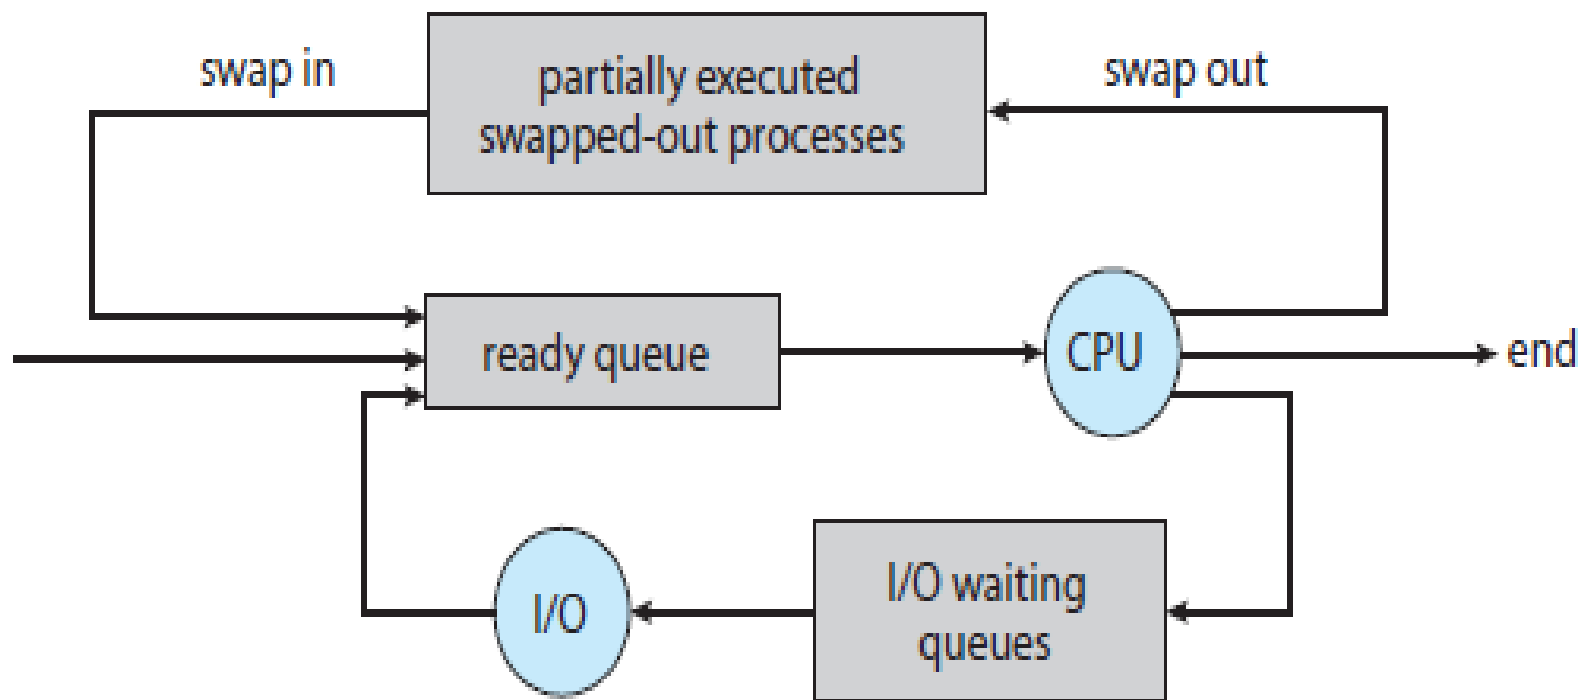 swap in
partially executed
swapped-out processes
swap out
ready queue
CPU
end
I/O
I/O waiting
queues